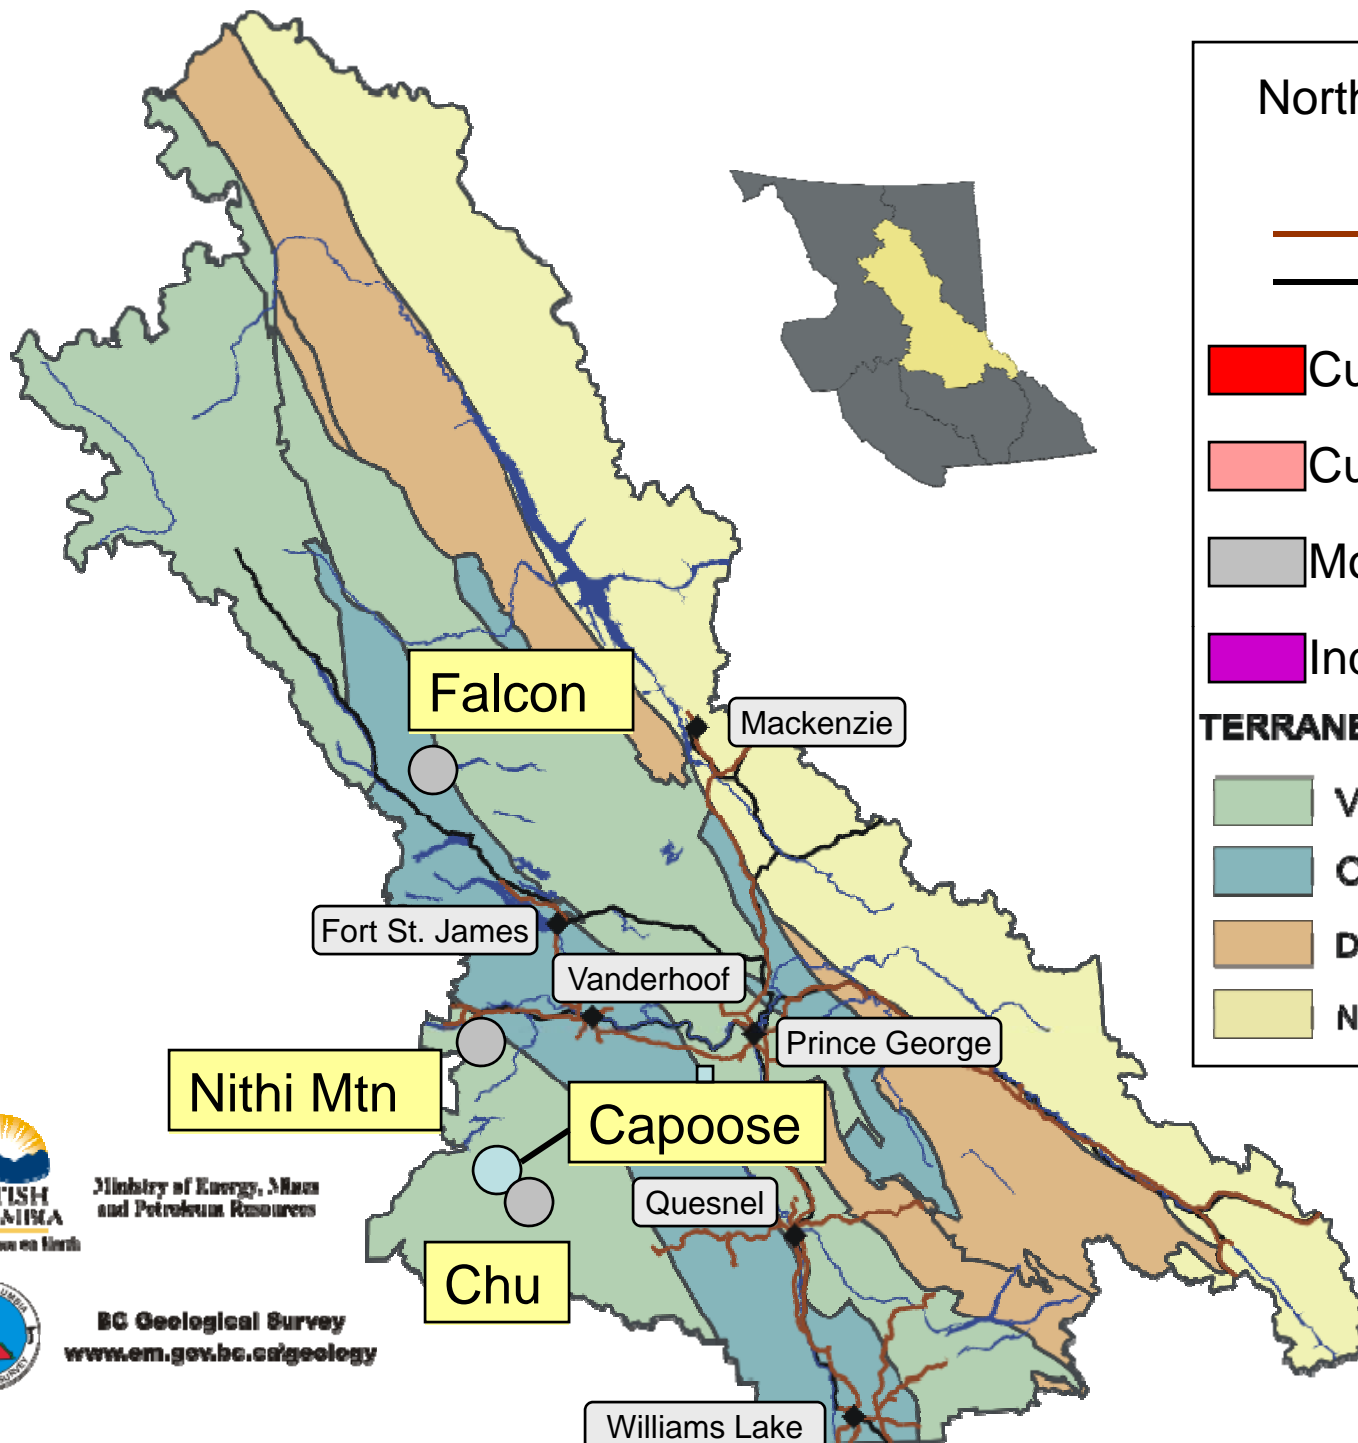 North
Cu
Cu
Mo
Ind
TERRANE
V
O
D
N
Falcon
Mackenzie
Fort St. James
Vanderhoof
Prince George
Nithi Mtn
Capoose
Quesnel
Chu
Williams Lake
Ministry of Energy, Mines
and Petroleum Resources
BC Geological Survey
www.em.gov.bc.ca/geology